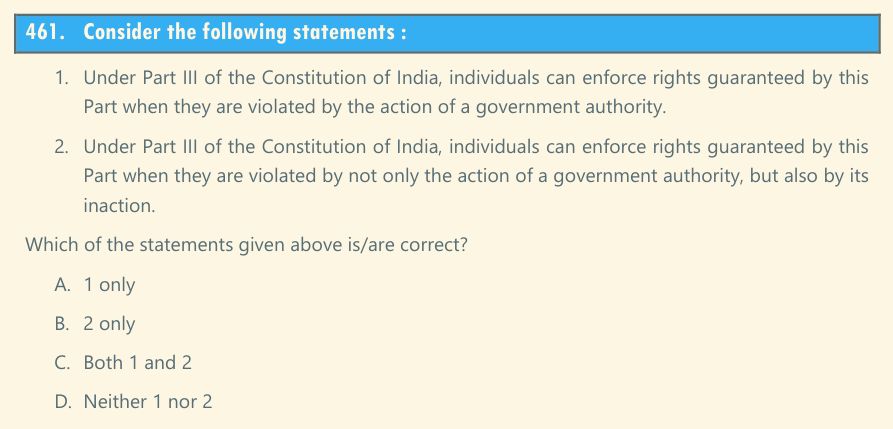 461. Consider the following statements :
1. Under Part III of the Constitution of India, individuals can enforce rights guaranteed by this
Part when they are violated by the action of a government authority.
2. Under Part III of the Constitution of India, individuals can enforce rights guaranteed by this
Part when they are violated by not only the action of a government authority, but also by its
inaction.
Which of the statements given above is/are correct?
A. 1 only
B. 2 only
C. Both 1 and 2
D. Neither 1 nor 2